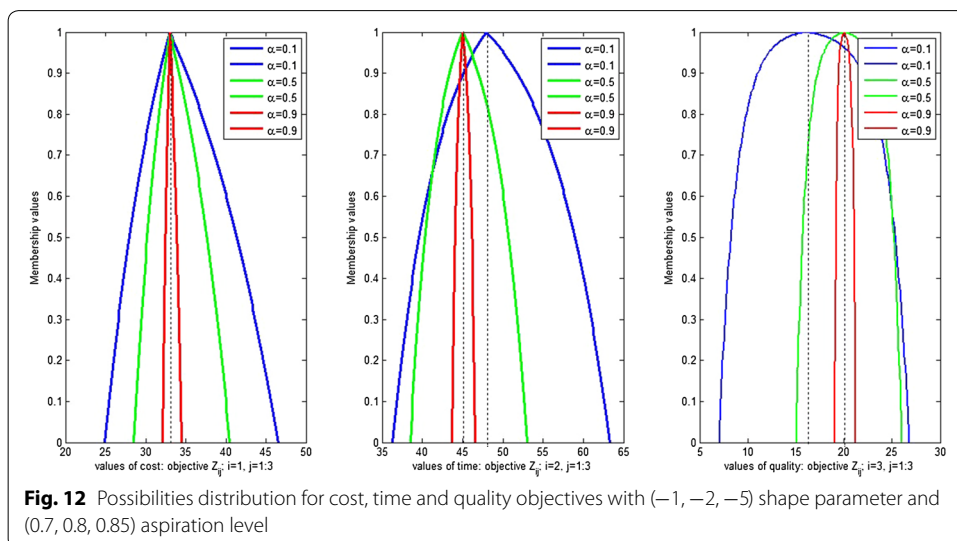 1
0.9
0.8
0.7
0.6
0.5
0.4
0.3
0.2
0.1
0
Membership values
α=0.1
α=0.1
α=0.5
α=0.5
α=0.9
α=0.9
20 25 30 35 40 45 50
values of cost: objective Zij: i=1, j=1:3
1
0.9
0.8
0.7
0.6
0.5
0.4
0.3
0.2
0.1
0
Membership values
α=0.1
α=0.1
α=0.5
α=0.5
α=0.9
α=0.9
35 40 45 50 55 60 65
values of time: objective Zij: i=2, j=1:3
1
0.9
0.8
0.7
0.6
0.5
0.4
0.3
0.2
0.1
0
Membership values
α=0.1
α=0.1
α=0.5
α=0.5
α=0.9
α=0.9
5 10 15 20 25 30
values of quality: objective Zij: i=3, j=1:3
Fig. 12 Possibilities distribution for cost, time and quality objectives with (−1, −2, −5) shape parameter and
(0.7, 0.8, 0.85) aspiration level